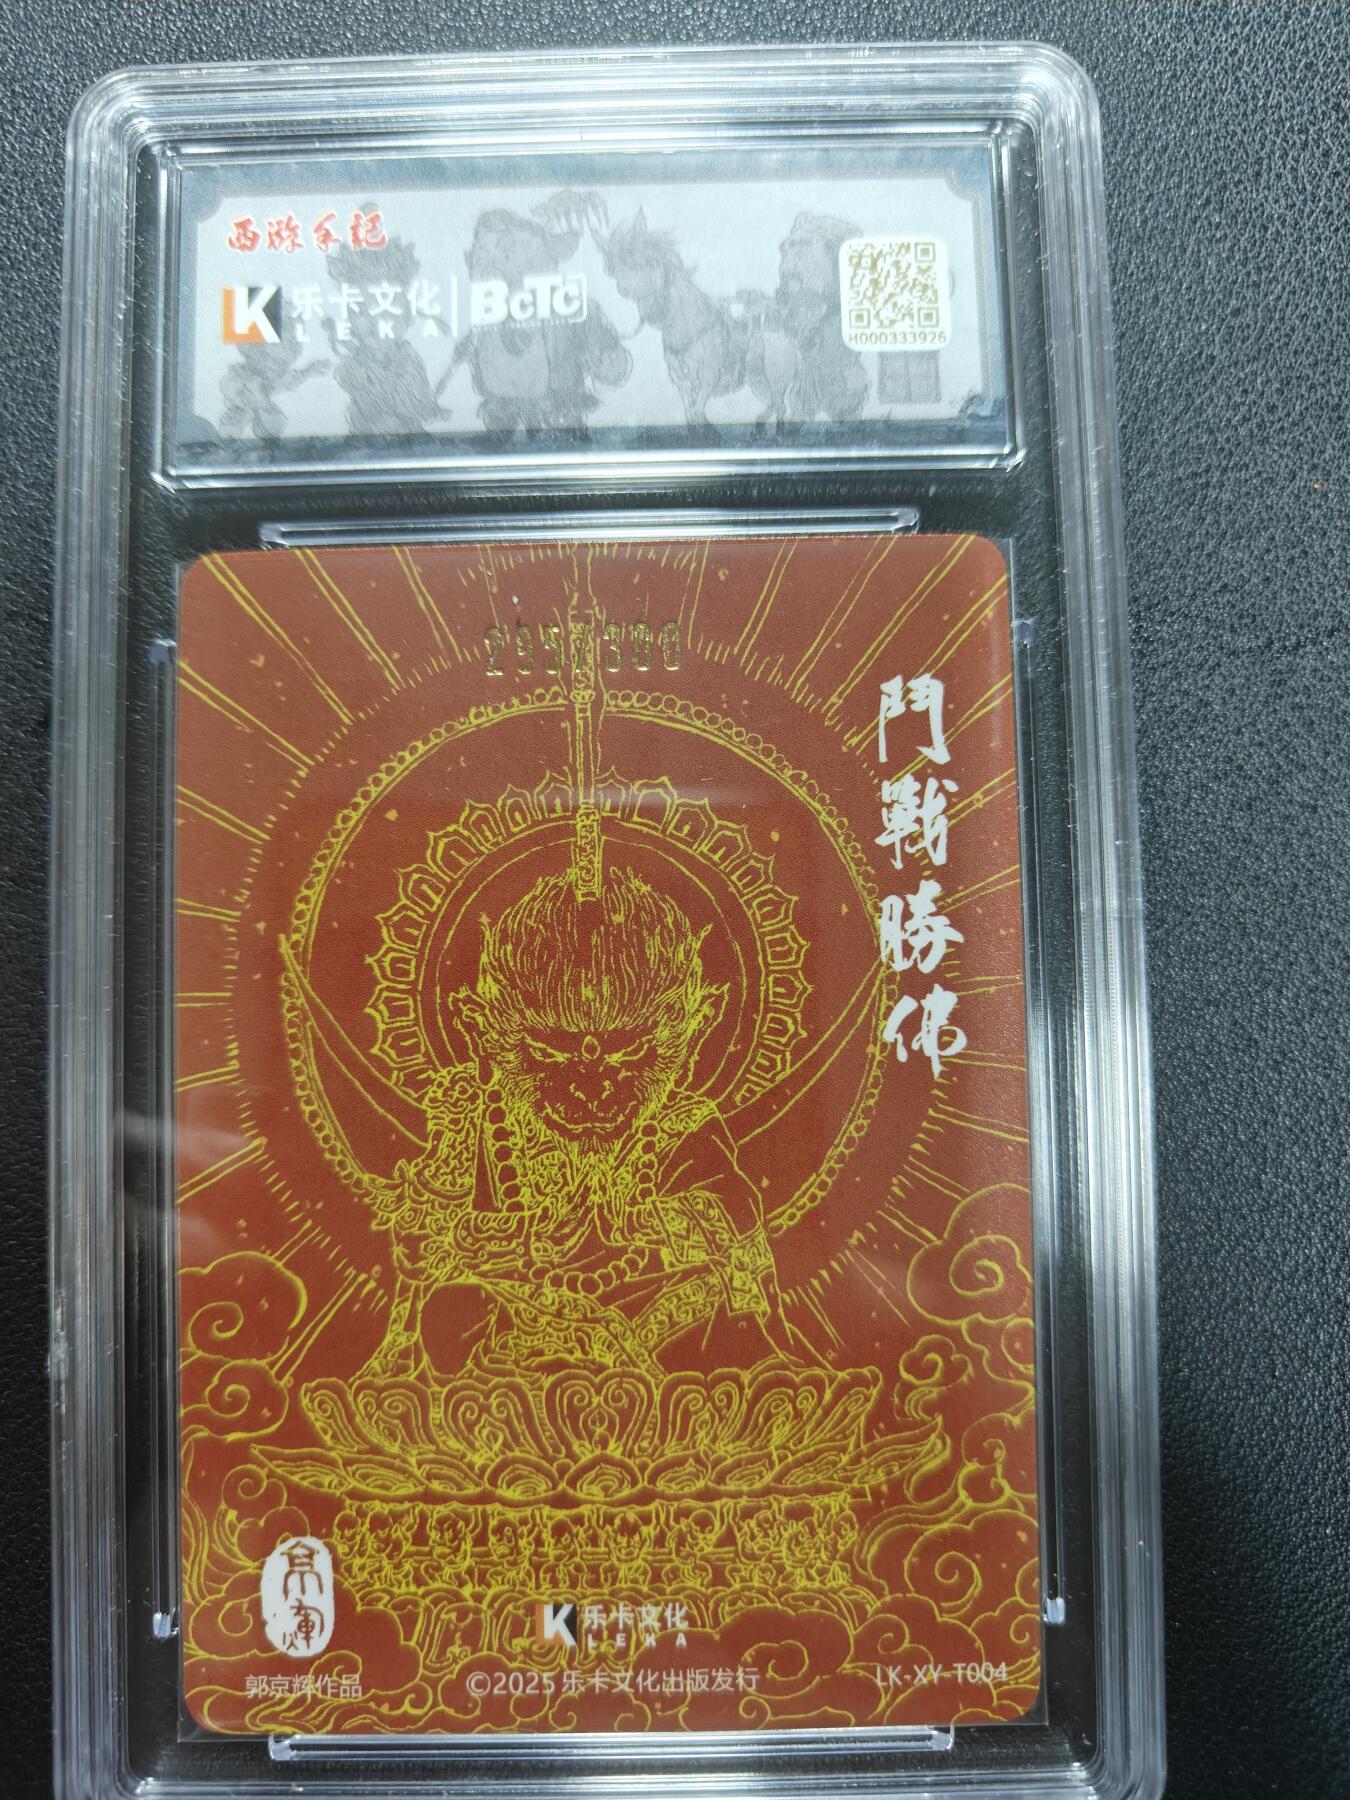 西游手記
K 乐卡文化
LEKA
BCTC
H000333926
295/300
鬥戰勝佛
京輝
K 乐卡文化
LEKA
郭京辉作品
©2025 乐卡文化出版发行
LK-XY-T004